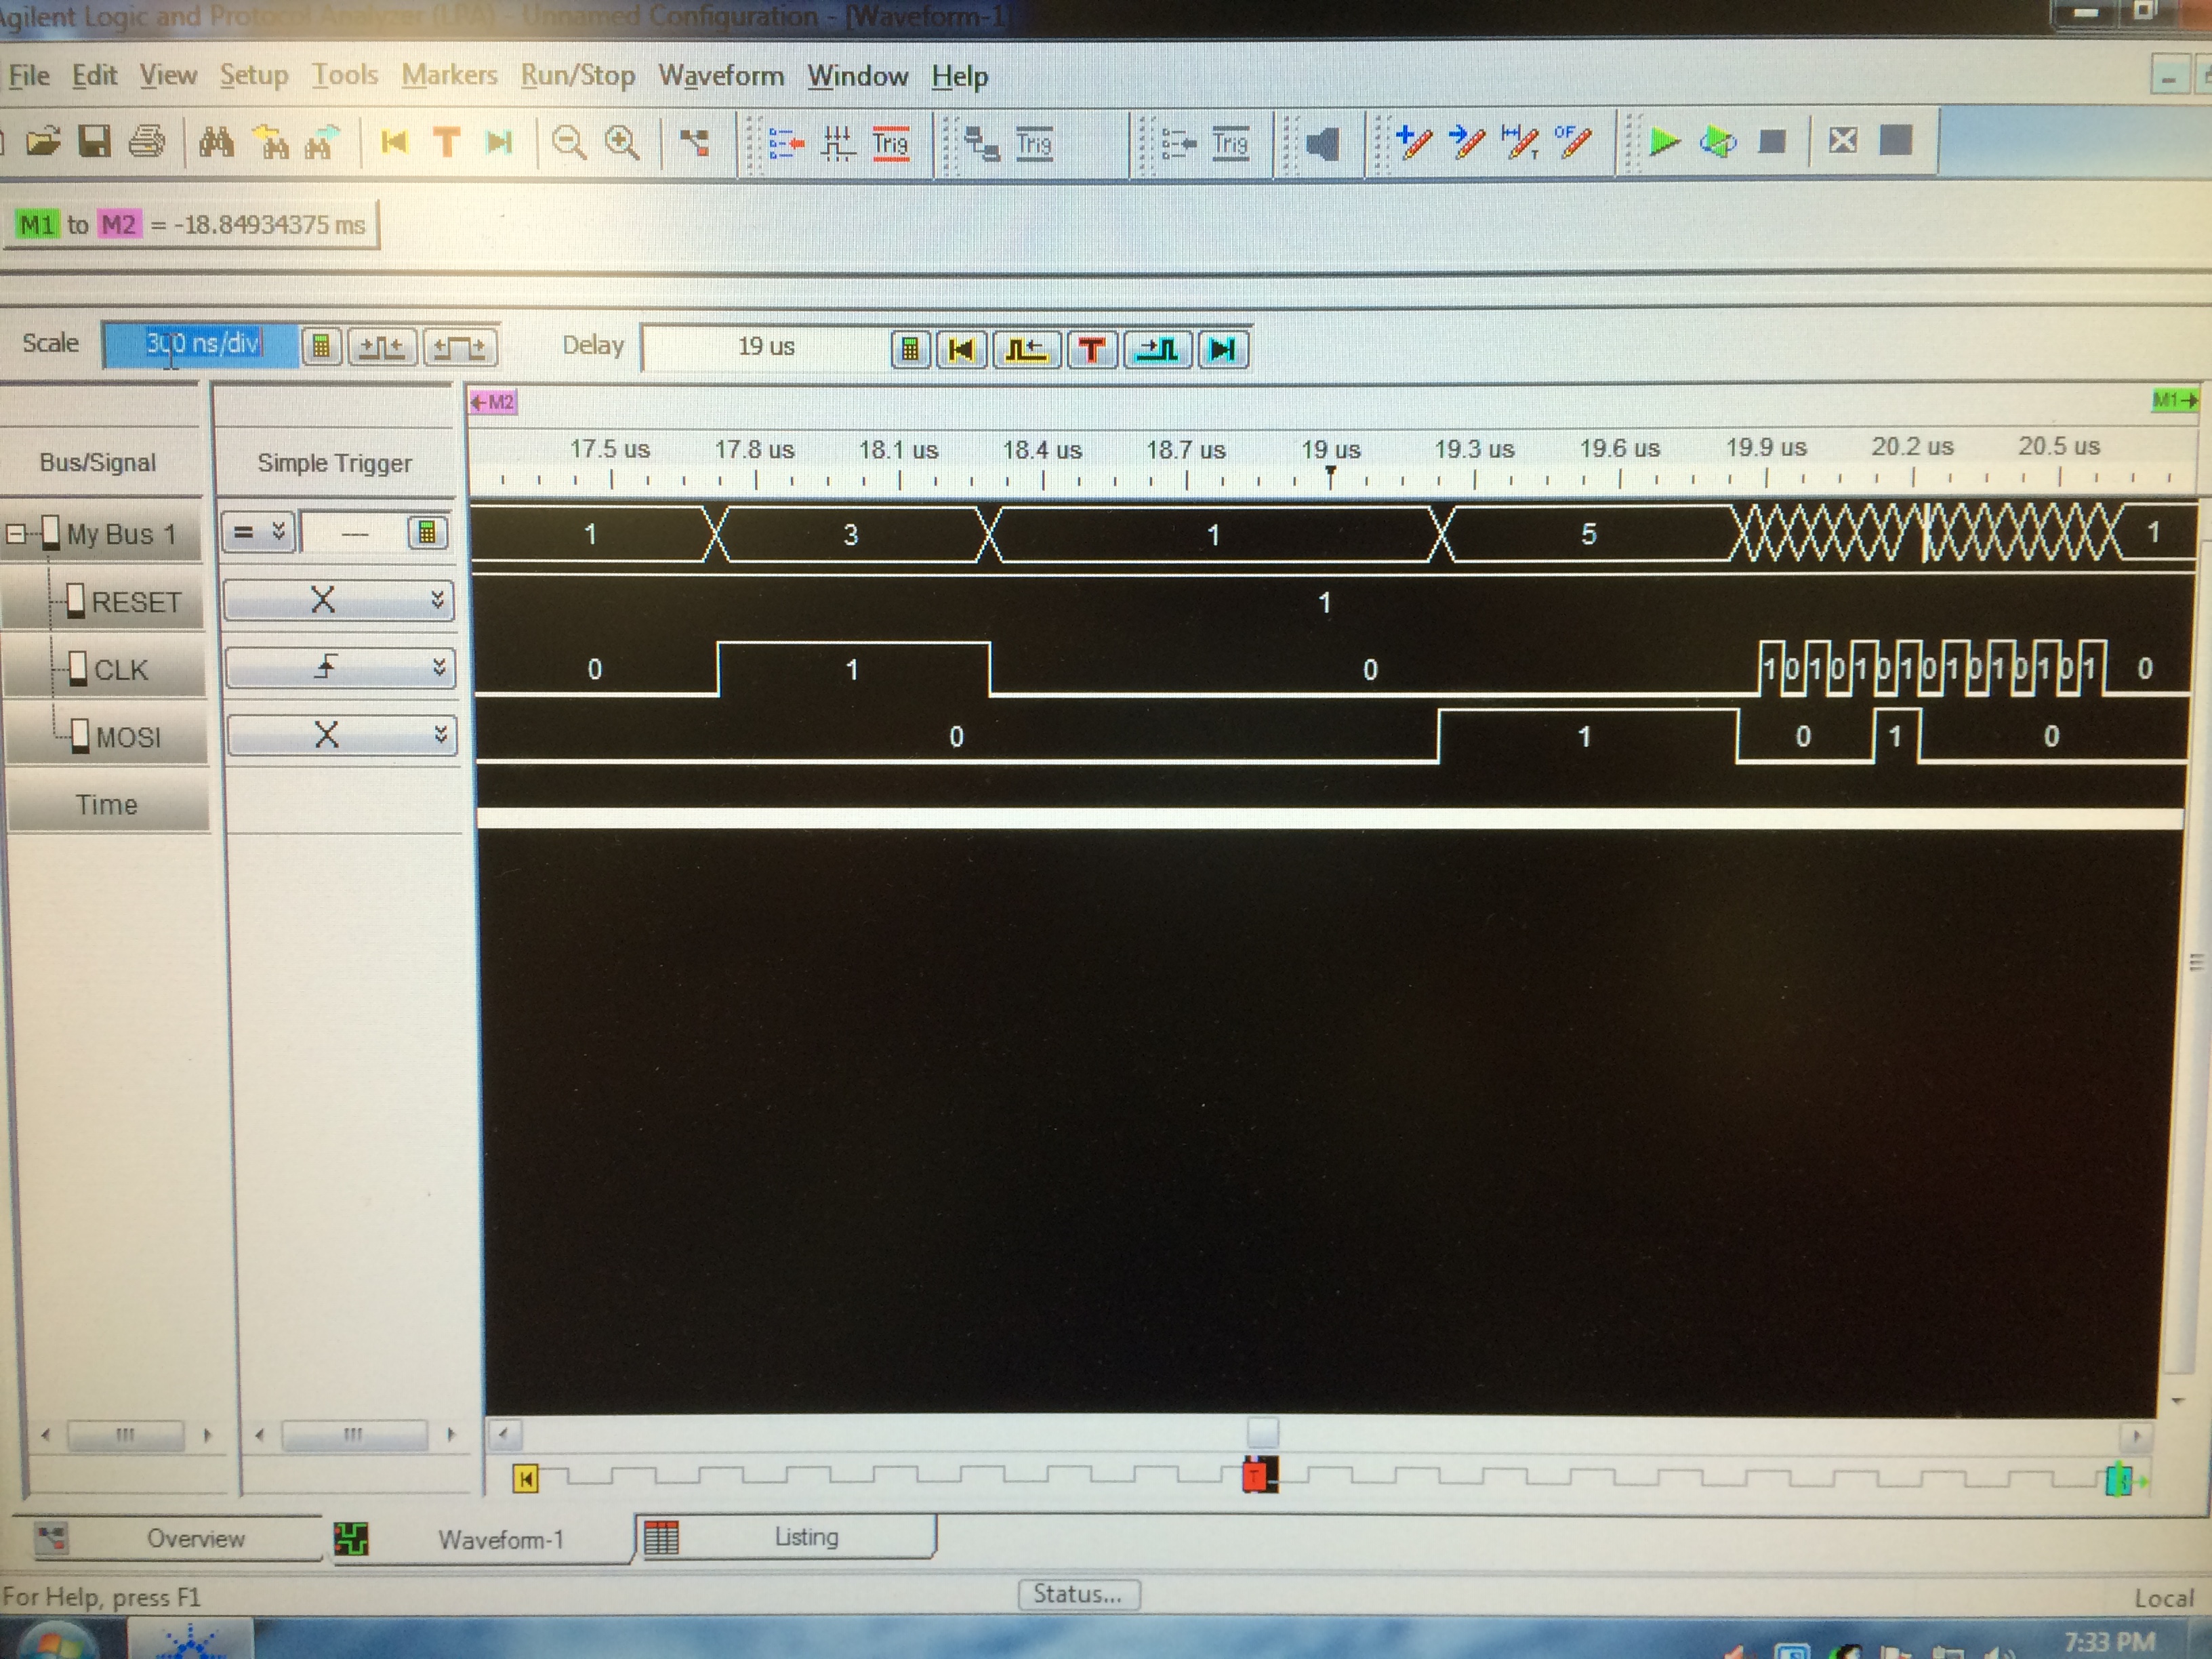 Agilent Logic and Protocol Analyzer (LPA) - Unnamed Configuration - [Waveform-1]
File Edit View Setup Tools Markers Run/Stop Waveform Window Help
T Trig Trig Trig T OF
M1 to M2 = -18.84934375 ms
Scale 300 ns/div Delay 19 us T
M2 M1
Bus/Signal Simple Trigger 17.5 us 17.8 us 18.1 us 18.4 us 18.7 us 19 us 19.3 us 19.6 us 19.9 us 20.2 us 20.5 us
My Bus 1 = --- 1 3 1 5 1
RESET X 1
CLK 0 1 0 1 0 1 0 1 0 1 0 1 0 1 0 1 0 1 0
MOSI X 0 1 0 1 0
Time
T
Overview Waveform-1 Listing
For Help, press F1 Status... Local
7:33 PM